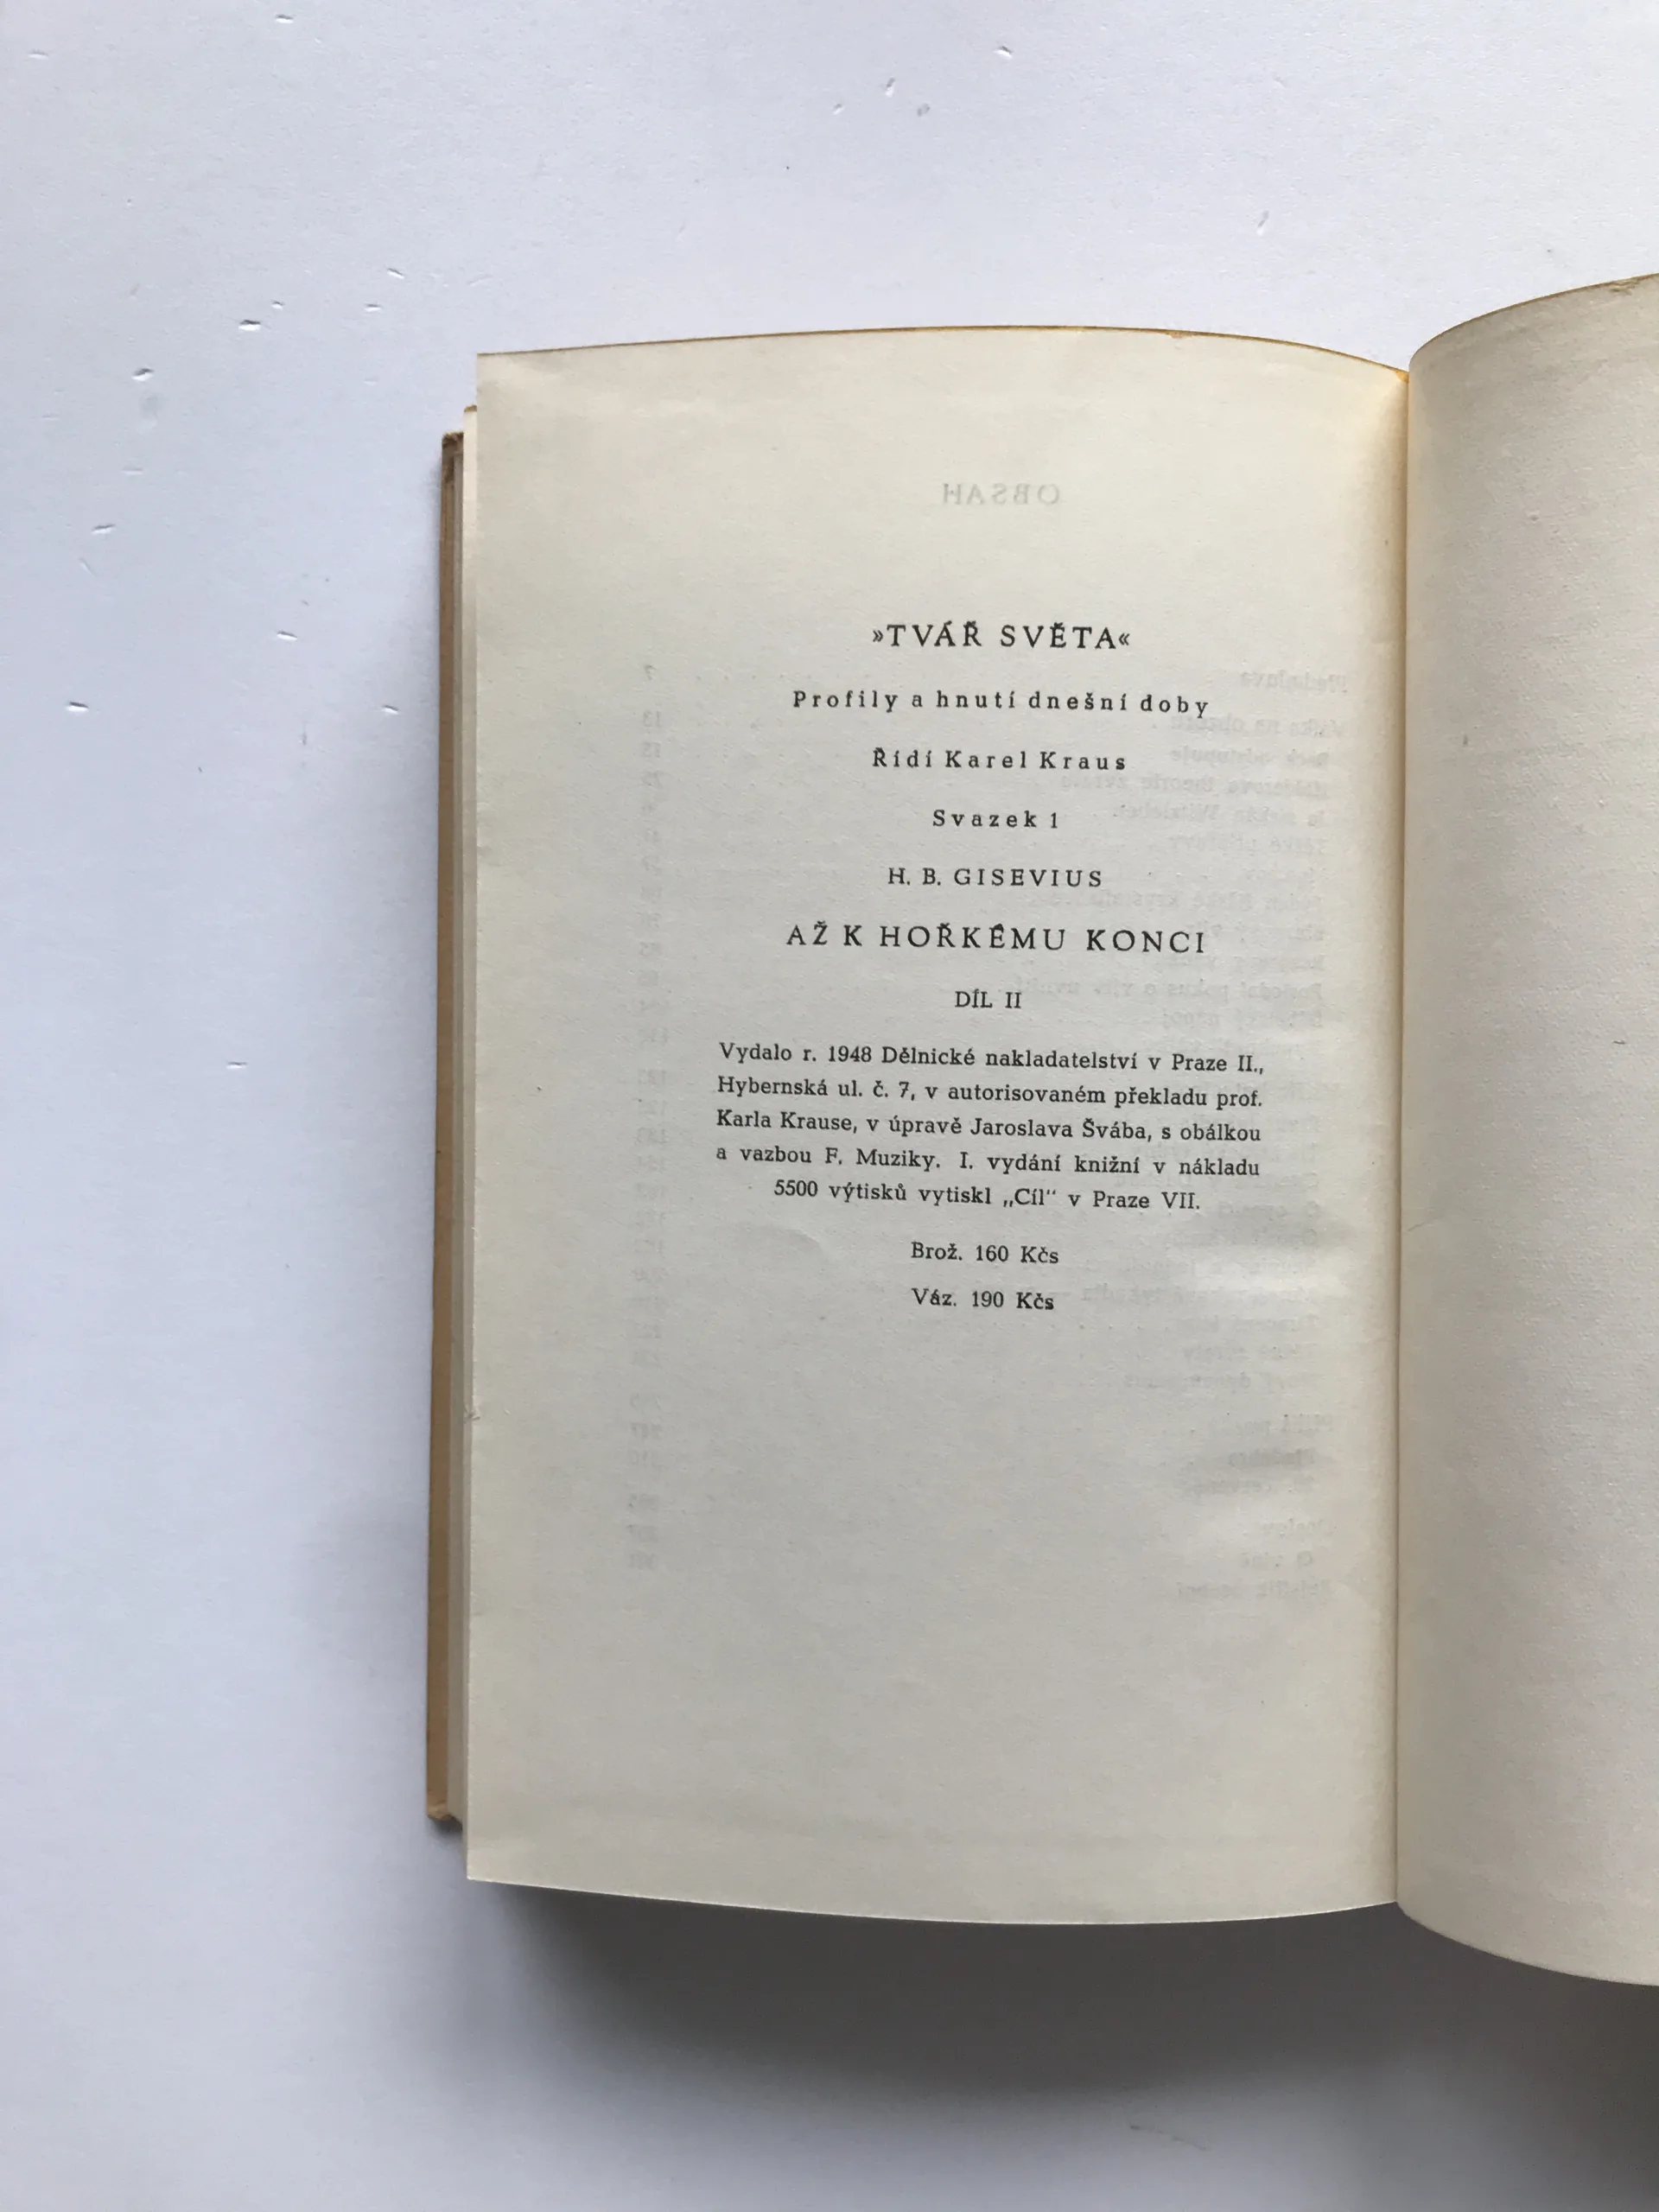 OBSAH
»TVÁŘ SVĚTA«
Profily a hnutí dnešní doby
Řídí Karel Kraus
Svazek 1
H. B. GISEVIUS
AŽ K HOŘKÉMU KONCI
DÍL II
Vydalo r. 1948 Dělnické nakladatelství v Praze II.,
Hybernská ul. č. 7, v autorisovaném překladu prof.
Karla Krause, v úpravě Jaroslava Švába, s obálkou
a vazbou F. Muziky. I. vydání knižní v nákladu
5500 výtisků vytiskl „Cíl" v Praze VII.
Brož. 160 Kčs
Váz. 190 Kčs